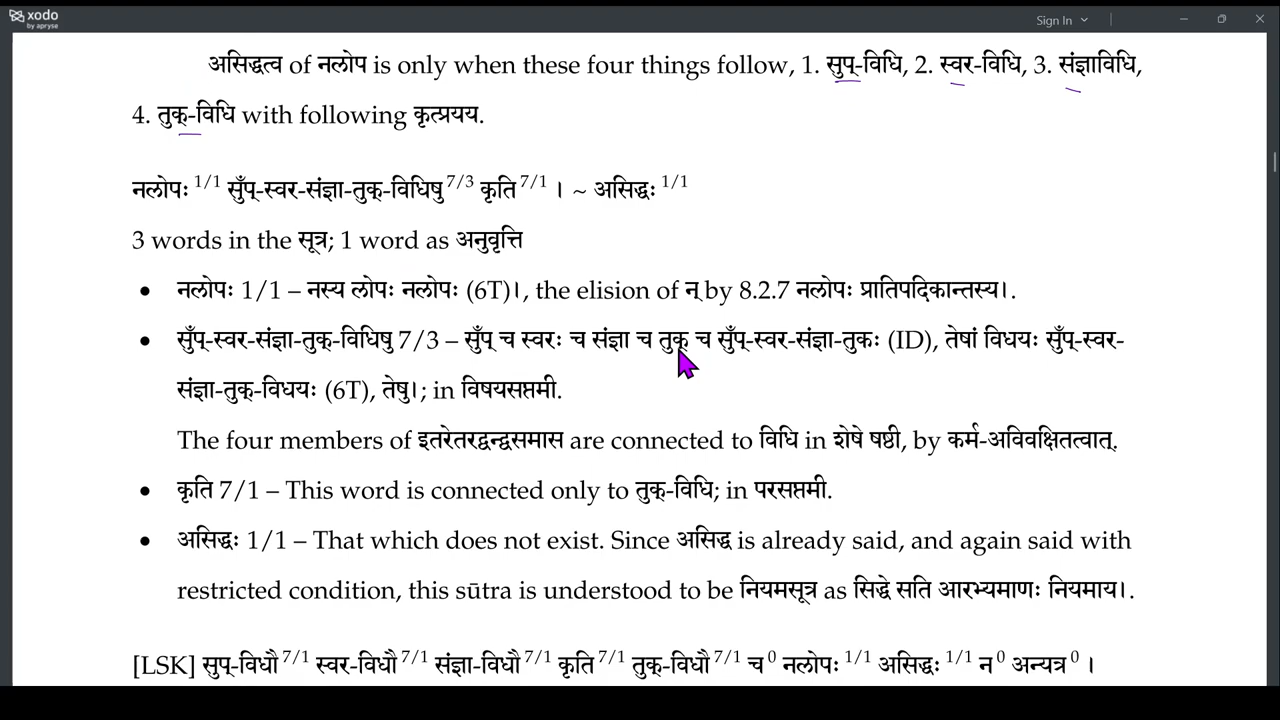 xodo
by apryse
Sign In
असिद्धत्व of नलोप is only when these four things follow, 1. सुप्-विधि, 2. स्वर-विधि, 3. संज्ञाविधि,
4. तुक्-विधि with following कृत्प्रयय.
नलोपः 1/1 सुँप्-स्वर-संज्ञा-तुक्-विधिषु 7/3 कृति 7/1 । ~ असिद्धः 1/1
3 words in the सूत्र; 1 word as अनुवृत्ति
• नलोपः 1/1 – नस्य लोपः नलोपः (6T)।, the elision of न् by 8.2.7 नलोपः प्रातिपदिकान्तस्य।.
• सुँप्-स्वर-संज्ञा-तुक्-विधिषु 7/3 – सुँप् च स्वरः च संज्ञा च तुक् च सुँप्-स्वर-संज्ञा-तुकः (ID), तेषां विधयः सुँप्-स्वर-
संज्ञा-तुक्-विधयः (6T), तेषु।; in विषयसप्तमी.
The four members of इतरेतरद्वन्द्वसमास are connected to विधि in शेषे षष्ठी, by कर्म-अविवक्षितत्वात्.
• कृति 7/1 – This word is connected only to तुक्-विधि; in परसप्तमी.
• असिद्धः 1/1 – That which does not exist. Since असिद्ध is already said, and again said with
restricted condition, this sūtra is understood to be नियमसूत्र as सिद्धे सति आरभ्यमाणः नियमाय।.
[LSK] सुप्-विधौ 7/1 स्वर-विधौ 7/1 संज्ञा-विधौ 7/1 कृति 7/1 तुक्-विधौ 7/1 च 0 नलोपः 1/1 असिद्धः 1/1 न 0 अन्यत्र 0 ।